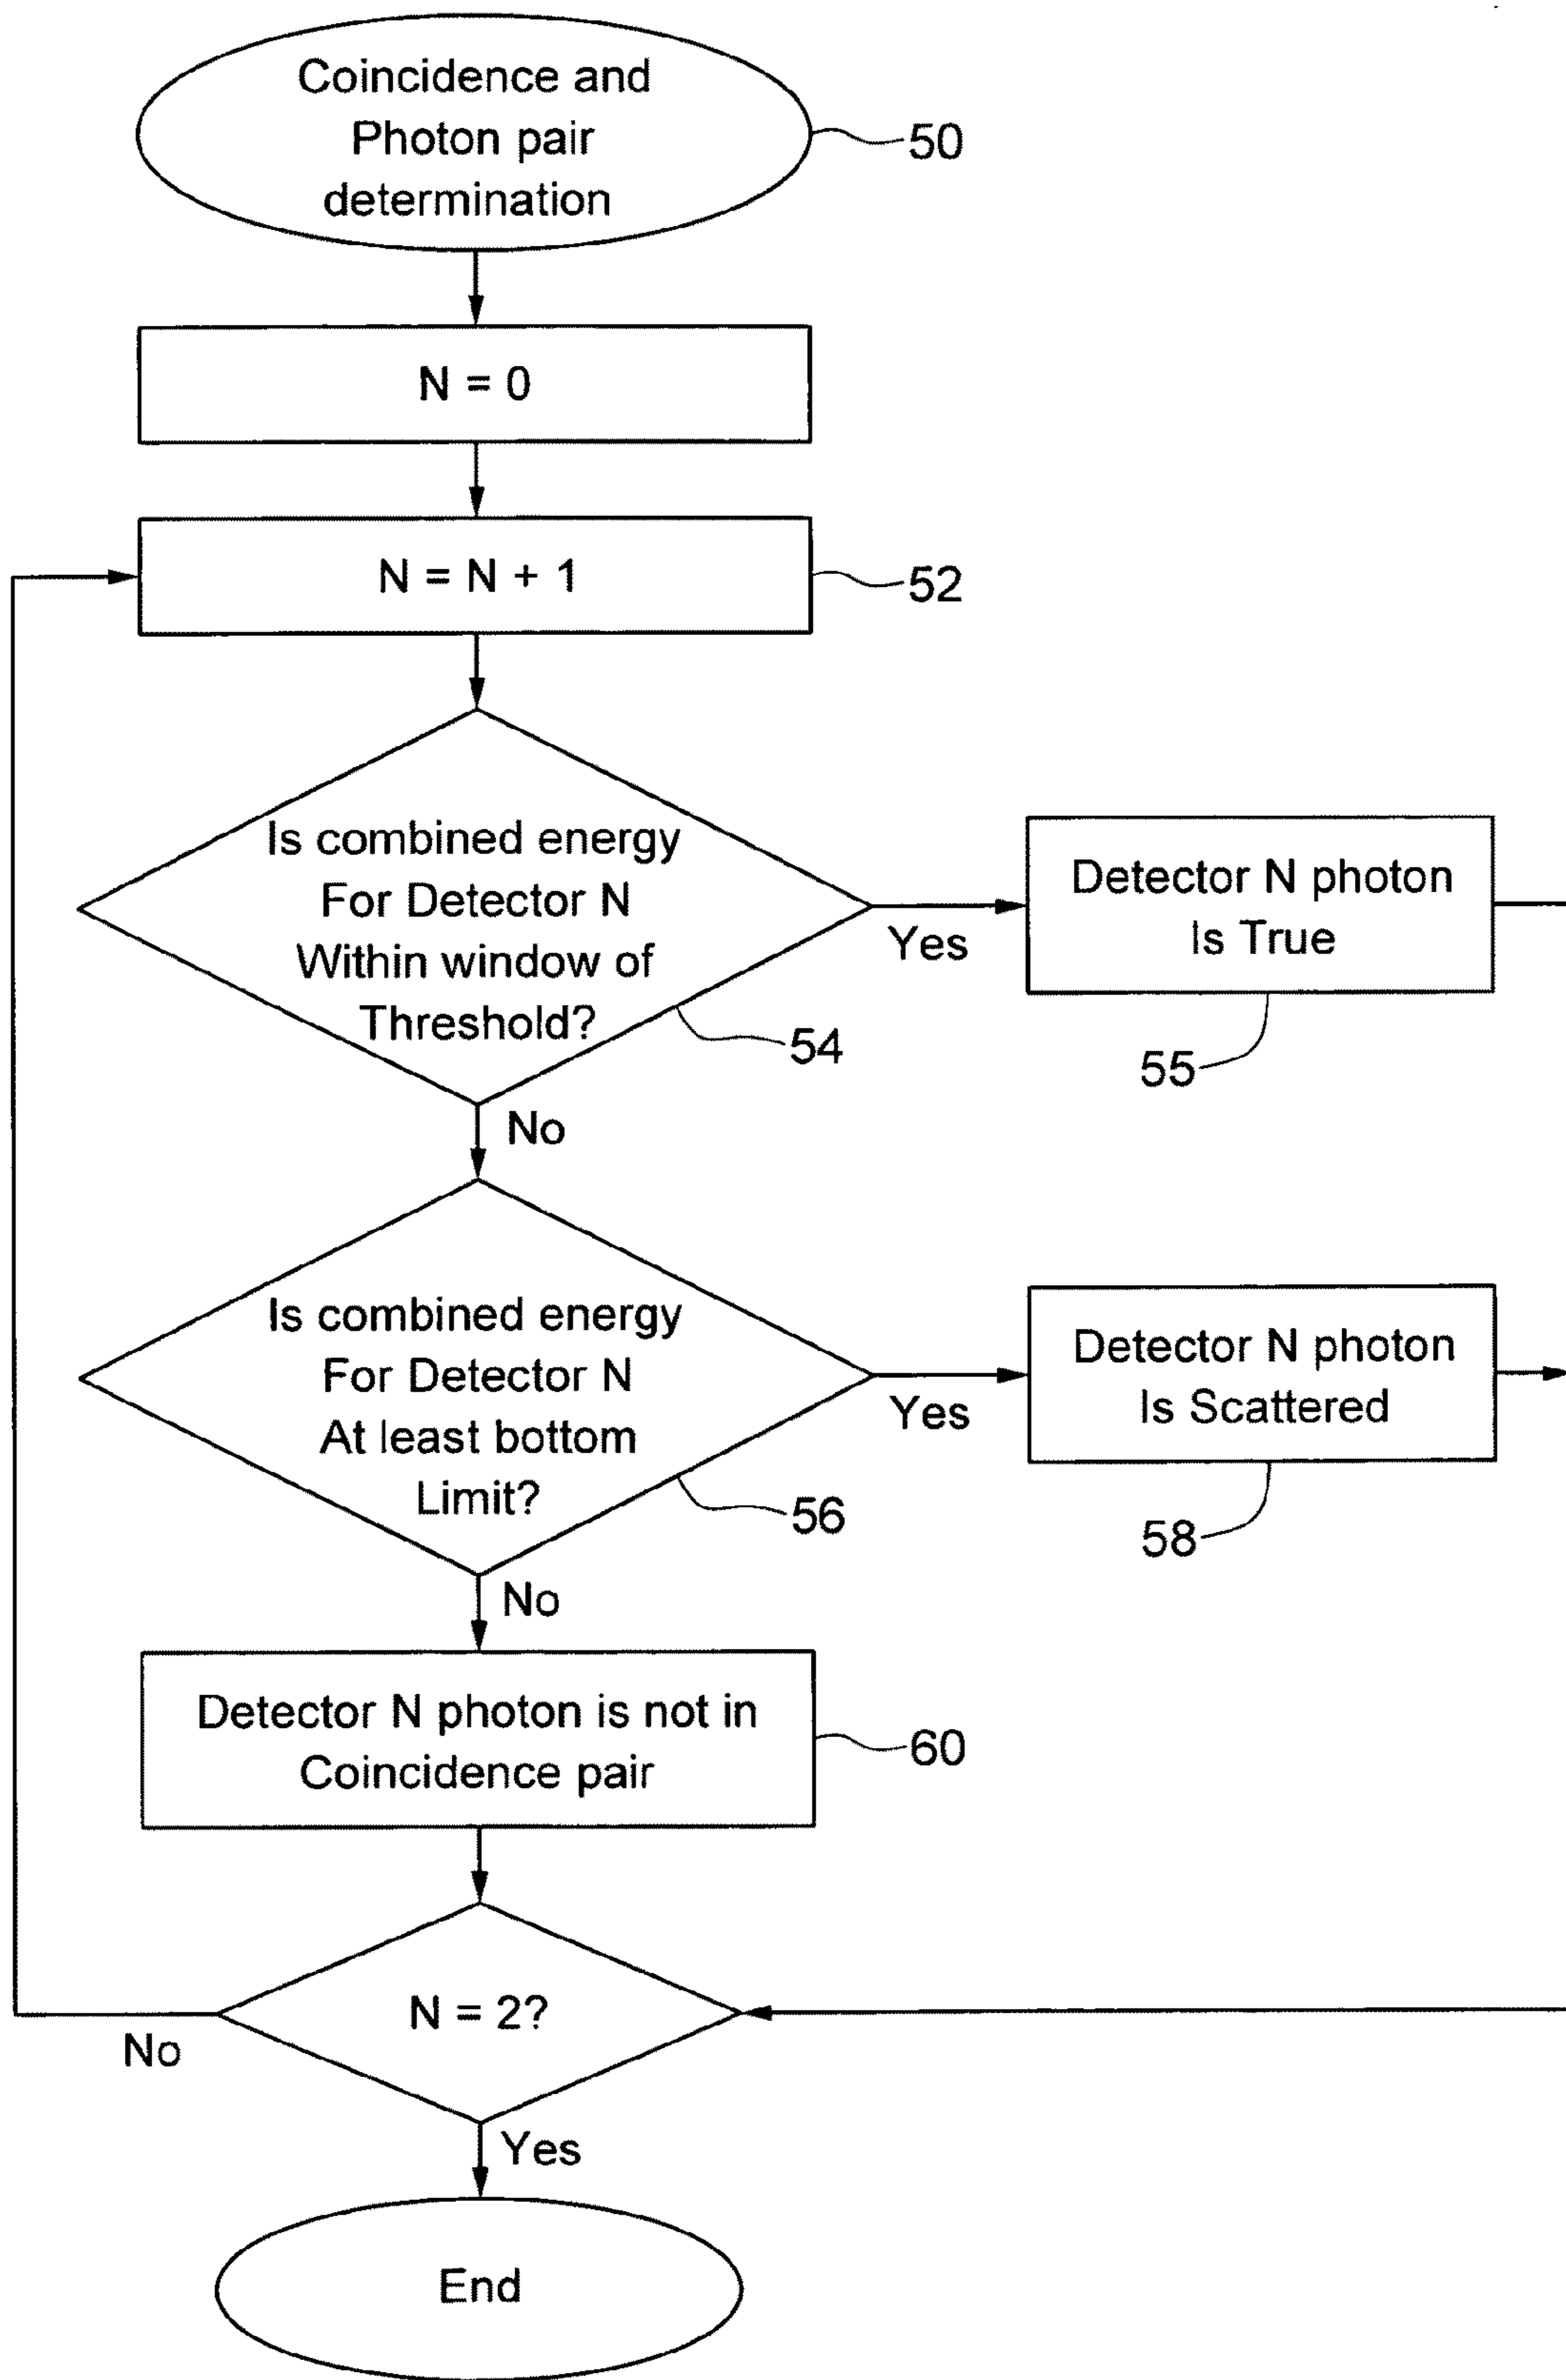 Coincidence and
Photon pair
determination
50
N = 0
N = N + 1
52
Is combined energy
For Detector N
Within window of
Threshold?
54
Yes
Detector N photon
Is True
55
No
Is combined energy
For Detector N
At least bottom
Limit?
56
Yes
Detector N photon
Is Scattered
58
No
Detector N photon is not in
Coincidence pair
60
N = 2?
No
Yes
End